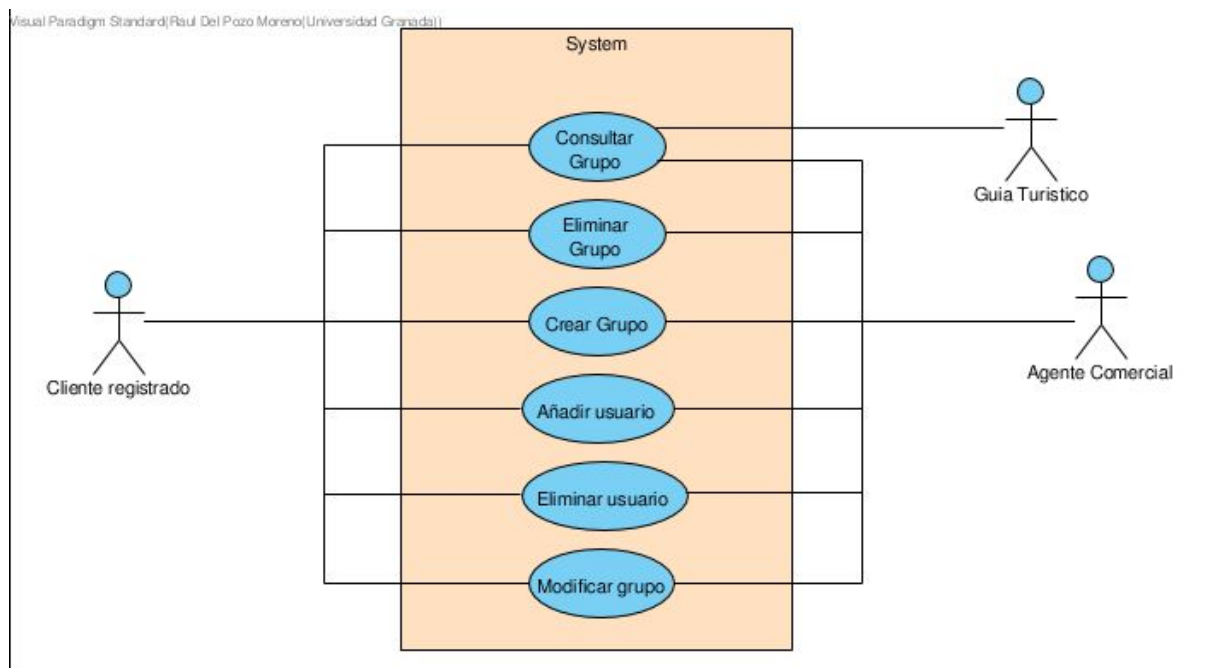 Visual Paradigm Standard(Raul Del Pozo Moreno(Universidad Granada))
System
Consultar
Grupo
Guia Turistico
Eliminar
Grupo
Crear Grupo
Cliente registrado
Agente Comercial
Añadir usuario
Eliminar usuario
Modificar grupo